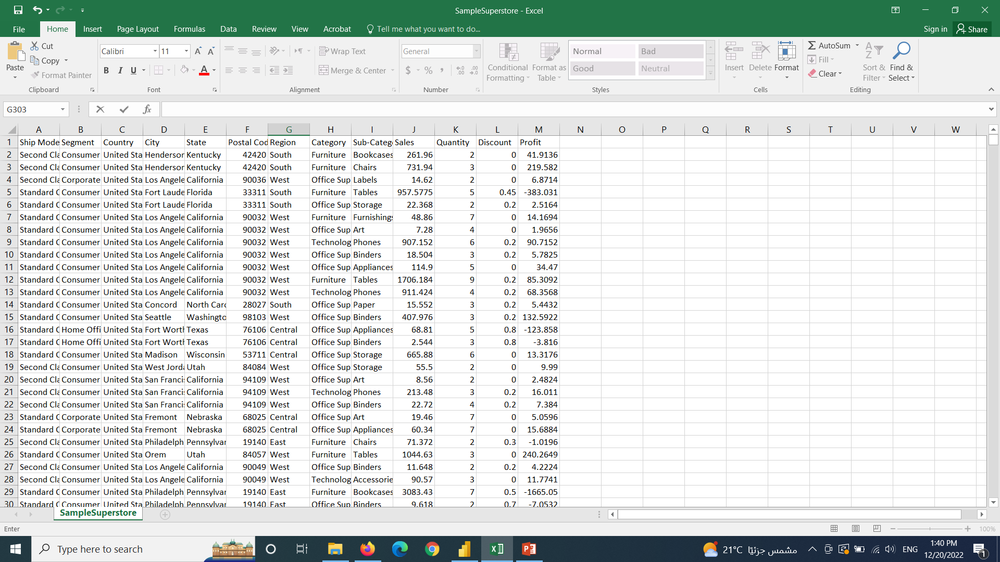 SampleSuperstore - Excel
File Home Insert Page Layout Formulas Data Review View Acrobat Tell me what you want to do... Sign in Share
Paste Cut Copy Format Painter Clipboard
Calibri 11 B I U A Font
Wrap Text Merge & Center Alignment
General $ % , Number
Conditional Formatting Format as Table Normal Bad Good Neutral Styles
Insert Delete Format Cells
AutoSum Fill Clear Sort & Filter Find & Select Editing
G303 fx
A B C D E F G H I J K L M N O P Q R S T U V W
1 Ship Mode Segment Country City State Postal Cod Region Category Sub-Categ Sales Quantity Discount Profit
2 Second Cla Consumer United Sta Henderson Kentucky 42420 South Furniture Bookcases 261.96 2 0 41.9136
3 Second Cla Consumer United Sta Henderson Kentucky 42420 South Furniture Chairs 731.94 3 0 219.582
4 Second Cla Corporate United Sta Los Angele California 90036 West Office Sup Labels 14.62 2 0 6.8714
5 Standard C Consumer United Sta Fort Laude Florida 33311 South Furniture Tables 957.5775 5 0.45 -383.031
6 Standard C Consumer United Sta Fort Laude Florida 33311 South Office Sup Storage 22.368 2 0.2 2.5164
7 Standard C Consumer United Sta Los Angele California 90032 West Furniture Furnishings 48.86 7 0 14.1694
8 Standard C Consumer United Sta Los Angele California 90032 West Office Sup Art 7.28 4 0 1.9656
9 Standard C Consumer United Sta Los Angele California 90032 West Technolog Phones 907.152 6 0.2 90.7152
10 Standard C Consumer United Sta Los Angele California 90032 West Office Sup Binders 18.504 3 0.2 5.7825
11 Standard C Consumer United Sta Los Angele California 90032 West Office Sup Appliances 114.9 5 0 34.47
12 Standard C Consumer United Sta Los Angele California 90032 West Furniture Tables 1706.184 9 0.2 85.3092
13 Standard C Consumer United Sta Los Angele California 90032 West Technolog Phones 911.424 4 0.2 68.3568
14 Standard C Consumer United Sta Concord North Caro 28027 South Office Sup Paper 15.552 3 0.2 5.4432
15 Standard C Consumer United Sta Seattle Washingto 98103 West Office Sup Binders 407.976 3 0.2 132.5922
16 Standard C Home Offi United Sta Fort Worth Texas 76106 Central Office Sup Appliances 68.81 5 0.8 -123.858
17 Standard C Home Offi United Sta Fort Worth Texas 76106 Central Office Sup Binders 2.544 3 0.8 -3.816
18 Standard C Consumer United Sta Madison Wisconsin 53711 Central Office Sup Storage 665.88 6 0 13.3176
19 Second Cla Consumer United Sta West Jorda Utah 84084 West Office Sup Storage 55.5 2 0 9.99
20 Second Cla Consumer United Sta San Francis California 94109 West Office Sup Art 8.56 2 0 2.4824
21 Second Cla Consumer United Sta San Francis California 94109 West Technolog Phones 213.48 3 0.2 16.011
22 Second Cla Consumer United Sta San Francis California 94109 West Office Sup Binders 22.72 4 0.2 7.384
23 Standard C Corporate United Sta Fremont Nebraska 68025 Central Office Sup Art 19.46 7 0 5.0596
24 Standard C Corporate United Sta Fremont Nebraska 68025 Central Office Sup Appliances 60.34 7 0 15.6884
25 Second Cla Consumer United Sta Philadelph Pennsylvan 19140 East Furniture Chairs 71.372 2 0.3 -1.0196
26 Standard C Consumer United Sta Orem Utah 84057 West Furniture Tables 1044.63 3 0 240.2649
27 Second Cla Consumer United Sta Los Angele California 90049 West Office Sup Binders 11.648 2 0.2 4.2224
28 Second Cla Consumer United Sta Los Angele California 90049 West Technolog Accessorie 90.57 3 0 11.7741
29 Standard C Consumer United Sta Philadelph Pennsylvan 19140 East Furniture Bookcases 3083.43 7 0.5 -1665.05
30 Standard C Consumer United Sta Philadelph Pennsylvan 19140 East Office Sup Binders 9.618 2 0.7 -7.0532
SampleSuperstore
Enter 100%
Type here to search 21°C مشمس جزئيًا ENG 1:40 PM
12/20/2022 1